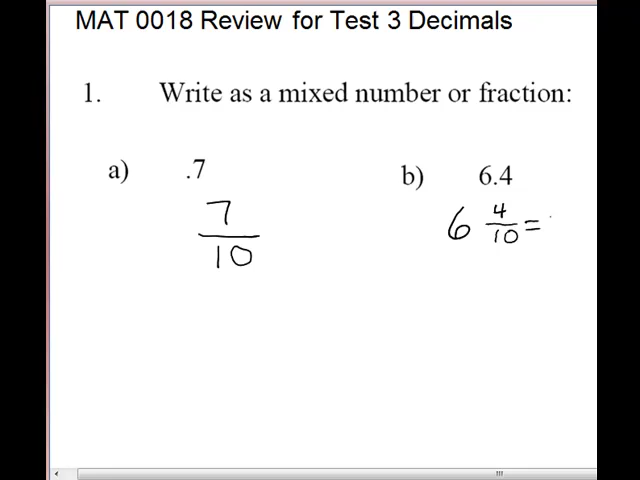 MAT 0018 Review for Test 3 Decimals
1. Write as a mixed number or fraction:
a) .7 b) 6.4
7/10 6 4/10 =